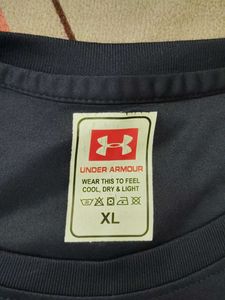 UNDER ARMOUR
WEAR THIS TO FEEL
COOL, DRY & LIGHT
XL